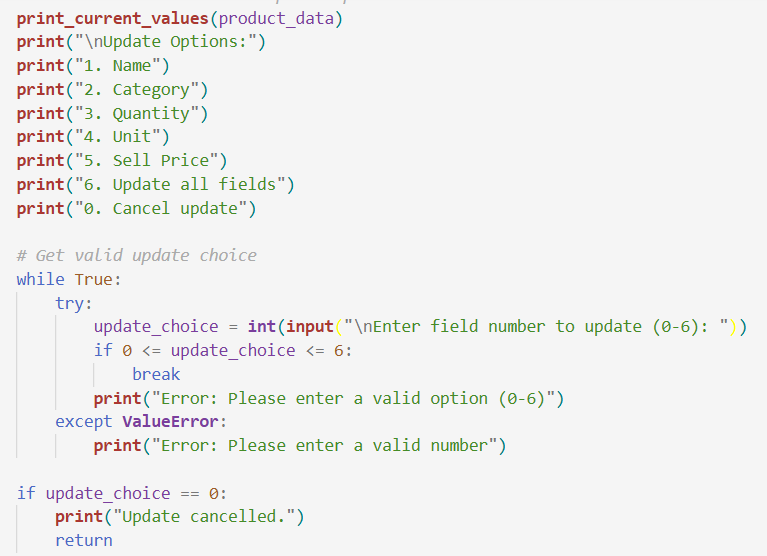 print_current_values(product_data)
print("\nUpdate Options:")
print("1. Name")
print("2. Category")
print("3. Quantity")
print("4. Unit")
print("5. Sell Price")
print("6. Update all fields")
print("0. Cancel update")

# Get valid update choice
while True:
    try:
        update_choice = int(input("\nEnter field number to update (0-6): "))
        if 0 <= update_choice <= 6:
            break
        print("Error: Please enter a valid option (0-6)")
    except ValueError:
        print("Error: Please enter a valid number")

if update_choice == 0:
    print("Update cancelled.")
    return